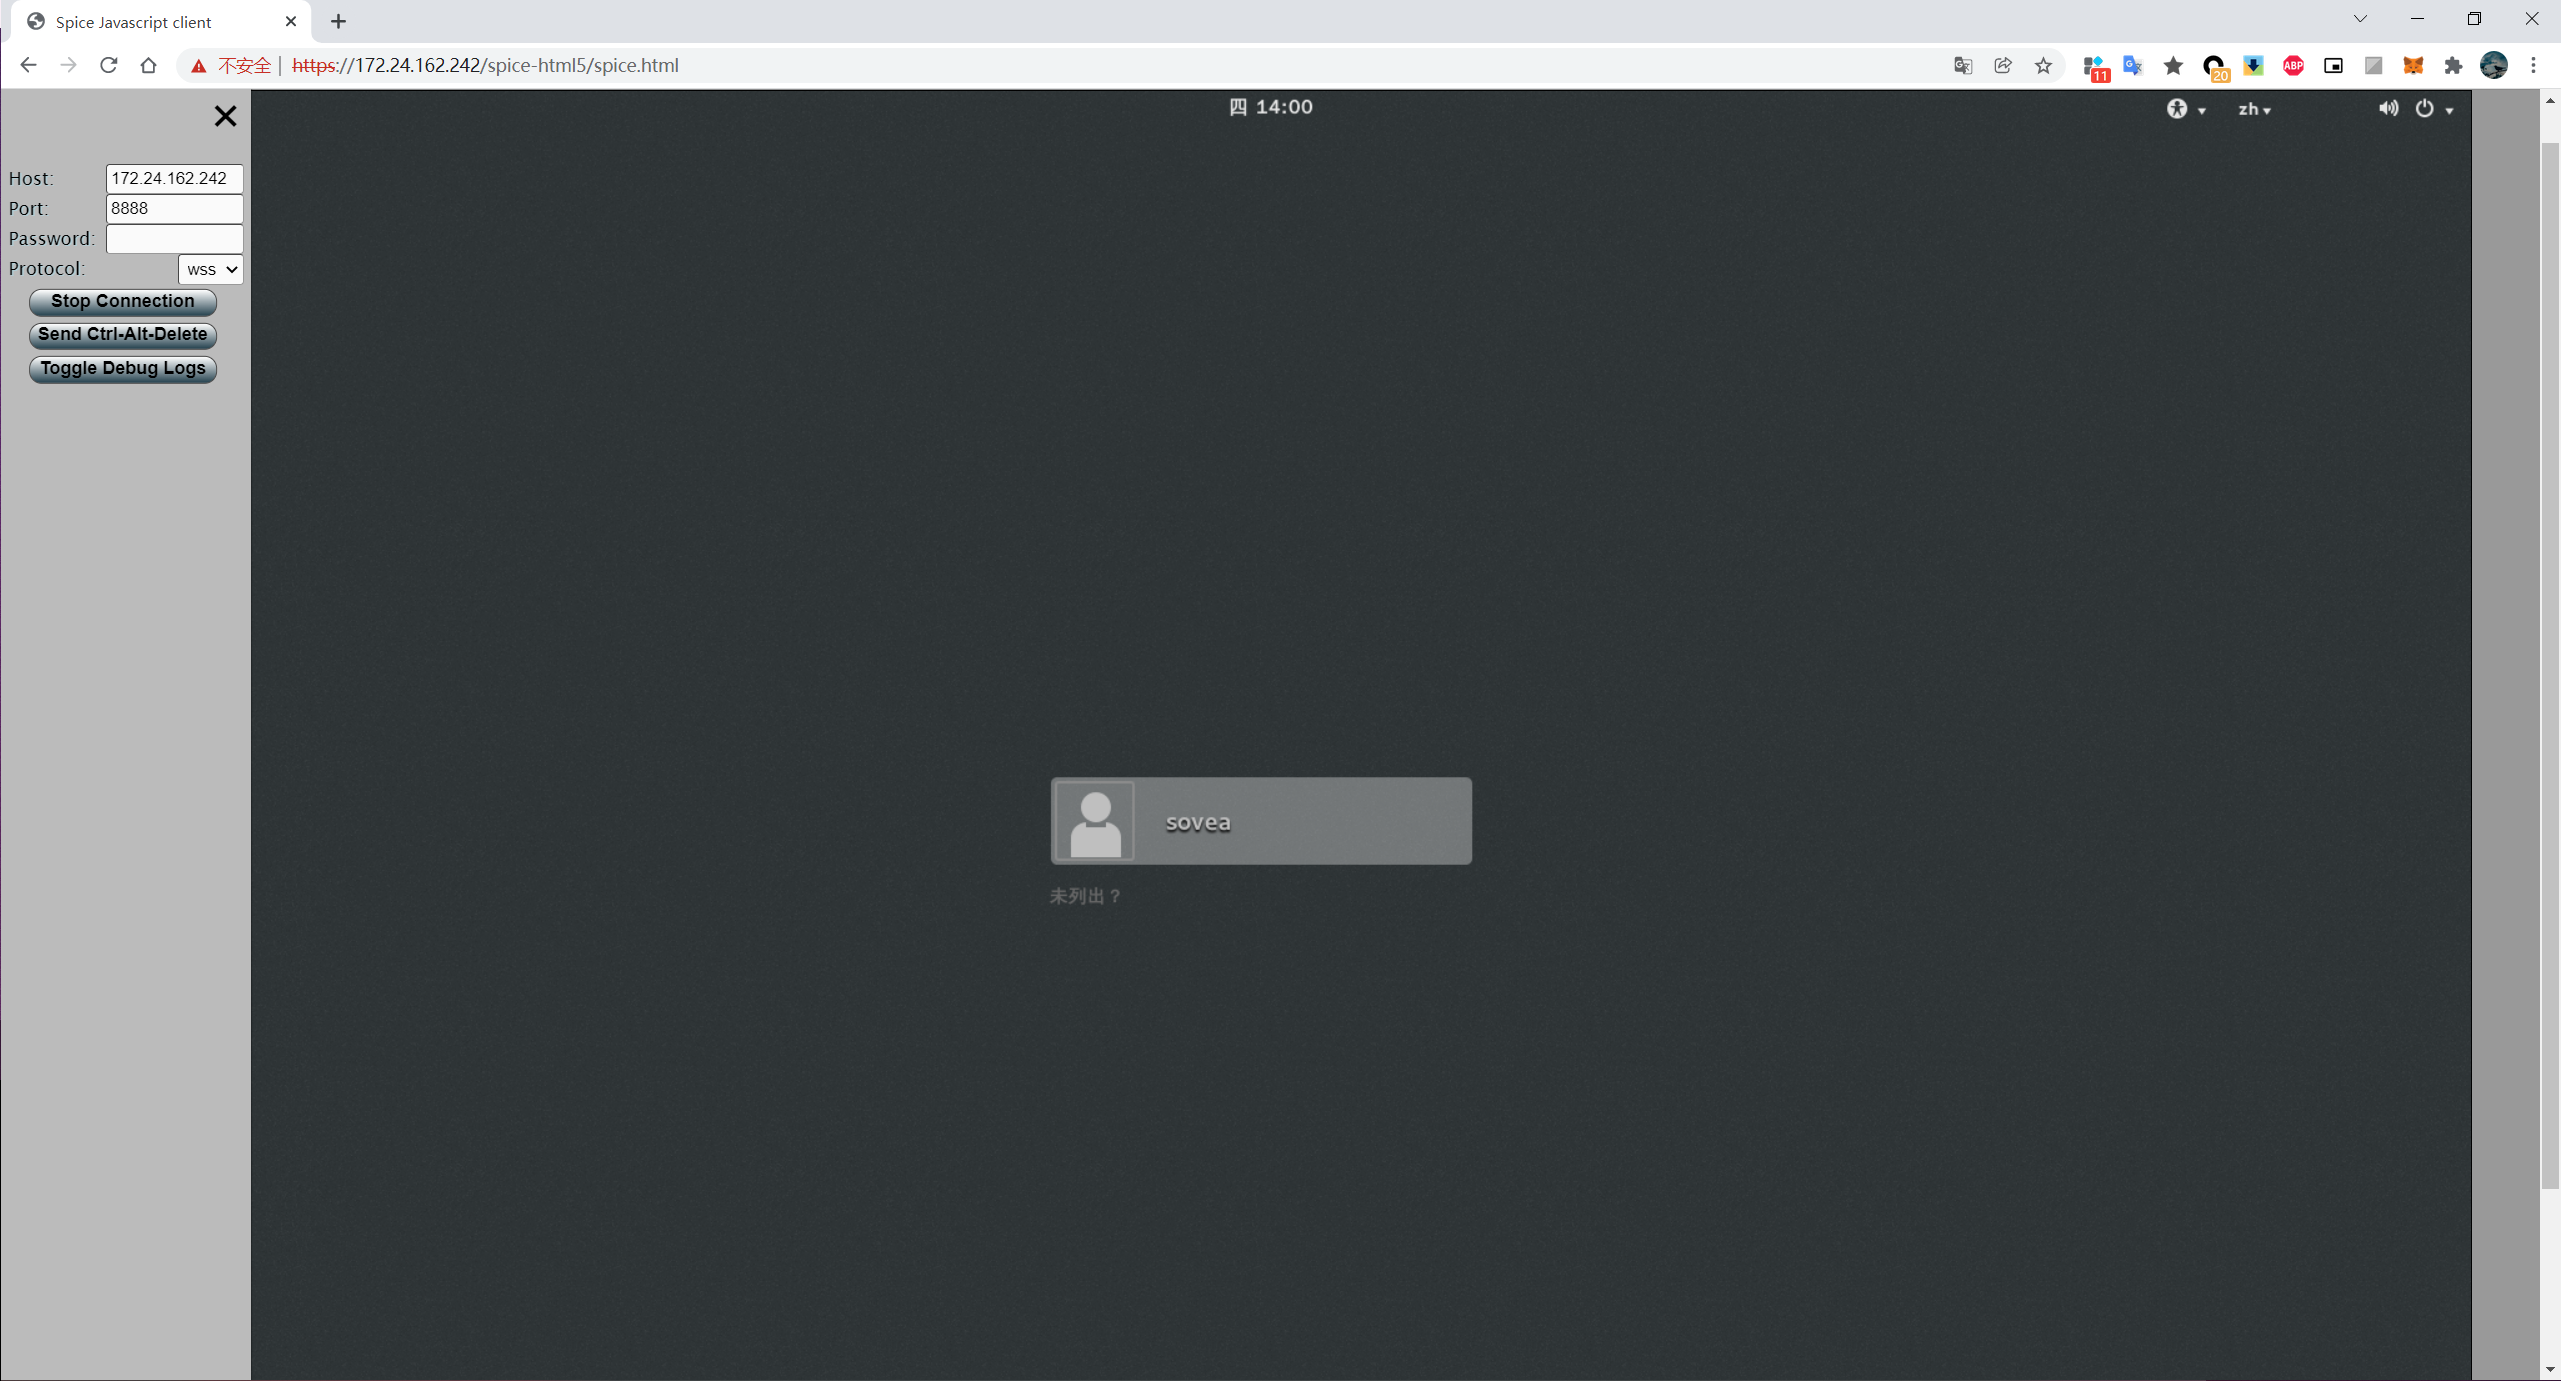 Spice Javascript client
不安全 | https://172.24.162.242/spice-html5/spice.html
11
20
ABP
四 14:00
zh
Host: 172.24.162.242
Port: 8888
Password:
Protocol: wss
Stop Connection
Send Ctrl-Alt-Delete
Toggle Debug Logs
sovea
未列出？